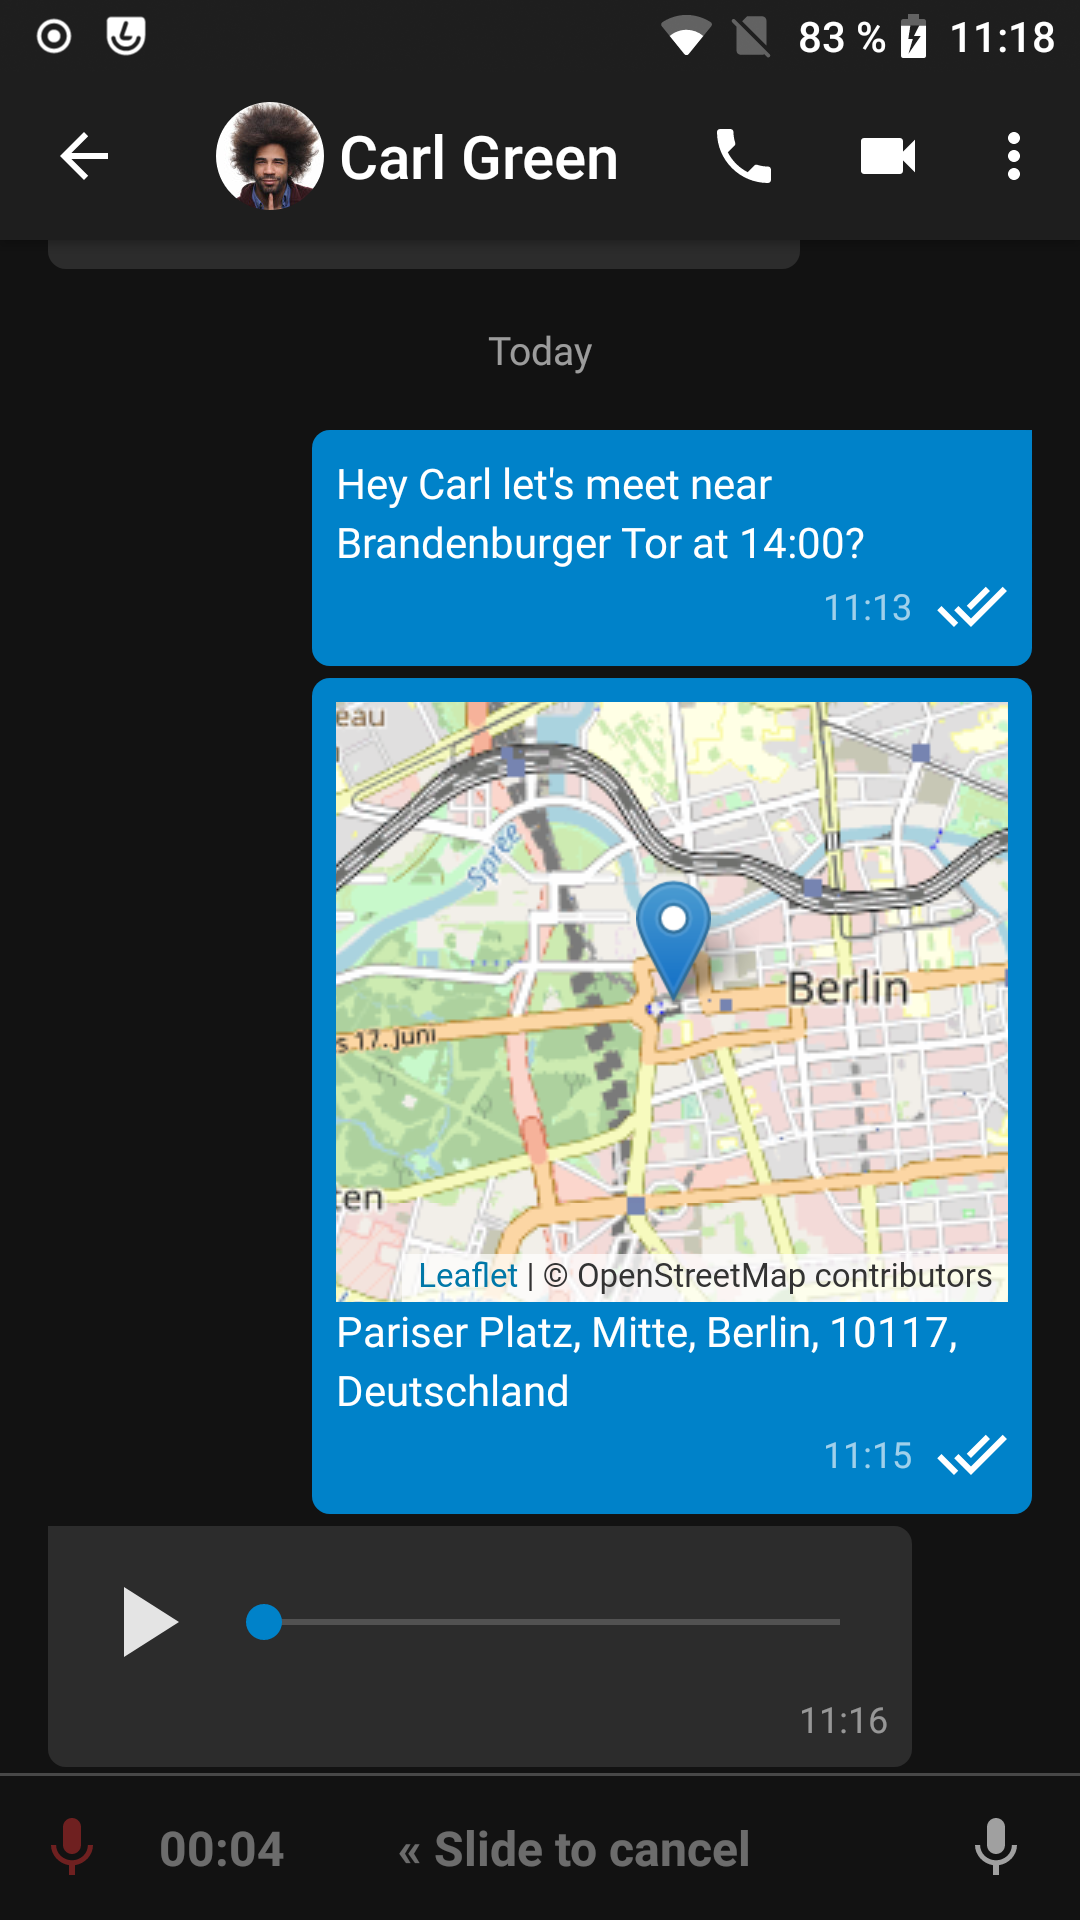 83 % 11:18
Carl Green
Today
Hey Carl let's meet near
Brandenburger Tor at 14:00?
11:13
eau
Spree
Berlin
s 17. Juni
ten
Leaflet | © OpenStreetMap contributors
Pariser Platz, Mitte, Berlin, 10117,
Deutschland
11:15
11:16
00:04 « Slide to cancel